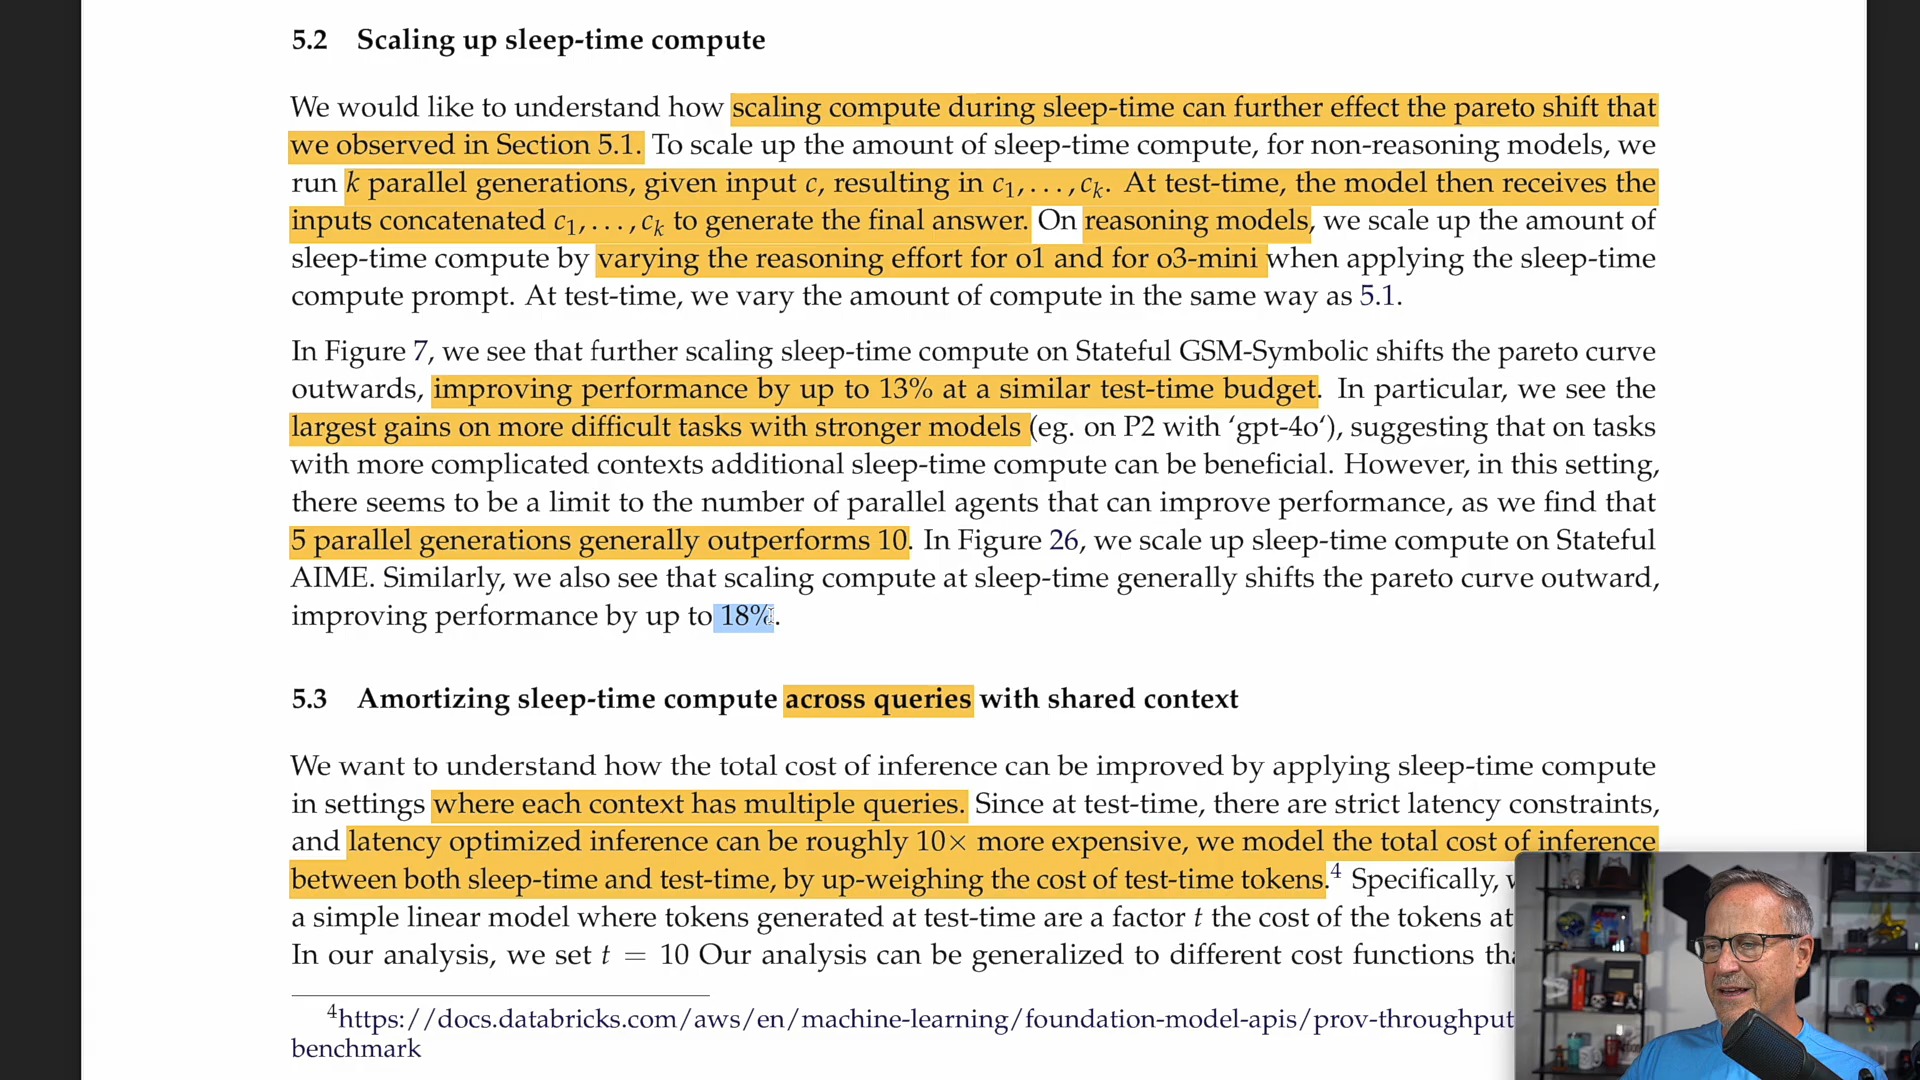 5.2 Scaling up sleep-time compute
We would like to understand how scaling compute during sleep-time can further effect the pareto shift that
we observed in Section 5.1. To scale up the amount of sleep-time compute, for non-reasoning models, we
run k parallel generations, given input c, resulting in c₁, . . . , cₖ. At test-time, the model then receives the
inputs concatenated c₁, . . . , cₖ to generate the final answer. On reasoning models, we scale up the amount of
sleep-time compute by varying the reasoning effort for o1 and for o3-mini when applying the sleep-time
compute prompt. At test-time, we vary the amount of compute in the same way as 5.1.
In Figure 7, we see that further scaling sleep-time compute on Stateful GSM-Symbolic shifts the pareto curve
outwards, improving performance by up to 13% at a similar test-time budget. In particular, we see the
largest gains on more difficult tasks with stronger models (eg. on P2 with ‘gpt-4o‘), suggesting that on tasks
with more complicated contexts additional sleep-time compute can be beneficial. However, in this setting,
there seems to be a limit to the number of parallel agents that can improve performance, as we find that
5 parallel generations generally outperforms 10. In Figure 26, we scale up sleep-time compute on Stateful
AIME. Similarly, we also see that scaling compute at sleep-time generally shifts the pareto curve outward,
improving performance by up to 18%.
5.3 Amortizing sleep-time compute across queries with shared context
We want to understand how the total cost of inference can be improved by applying sleep-time compute
in settings where each context has multiple queries. Since at test-time, there are strict latency constraints,
and latency optimized inference can be roughly 10× more expensive, we model the total cost of inference
between both sleep-time and test-time, by up-weighing the cost of test-time tokens.⁴ Specifically,
a simple linear model where tokens generated at test-time are a factor t the cost of the tokens at
In our analysis, we set t = 10 Our analysis can be generalized to different cost functions
⁴https://docs.databricks.com/aws/en/machine-learning/foundation-model-apis/prov-throughput
benchmark